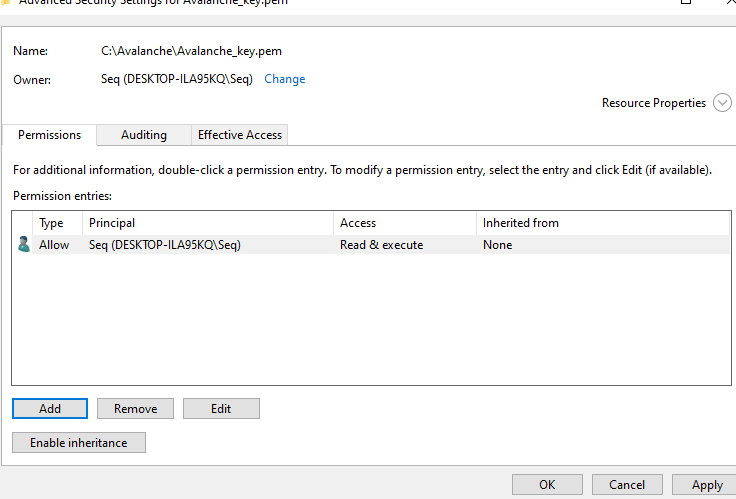 Advanced Security Settings for Avalanche_key.pem
Name: C:\Avalanche\Avalanche_key.pem
Owner: Seq (DESKTOP-ILA95KQ\Seq) Change
Resource Properties
Permissions Auditing Effective Access
For additional information, double-click a permission entry. To modify a permission entry, select the entry and click Edit (if available).
Permission entries:
Type Principal Access Inherited from
Allow Seq (DESKTOP-ILA95KQ\Seq) Read & execute None
Add Remove Edit
Enable inheritance
OK Cancel Apply